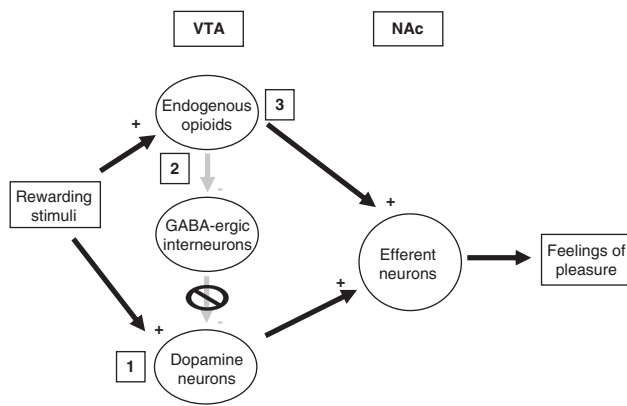 VTA
NAc
Endogenous
opioids
3
+
2
-
Rewarding
stimuli
GABA-ergic
interneurons
+
Efferent
neurons
Feelings of
pleasure
+
+
-
1
Dopamine
neurons